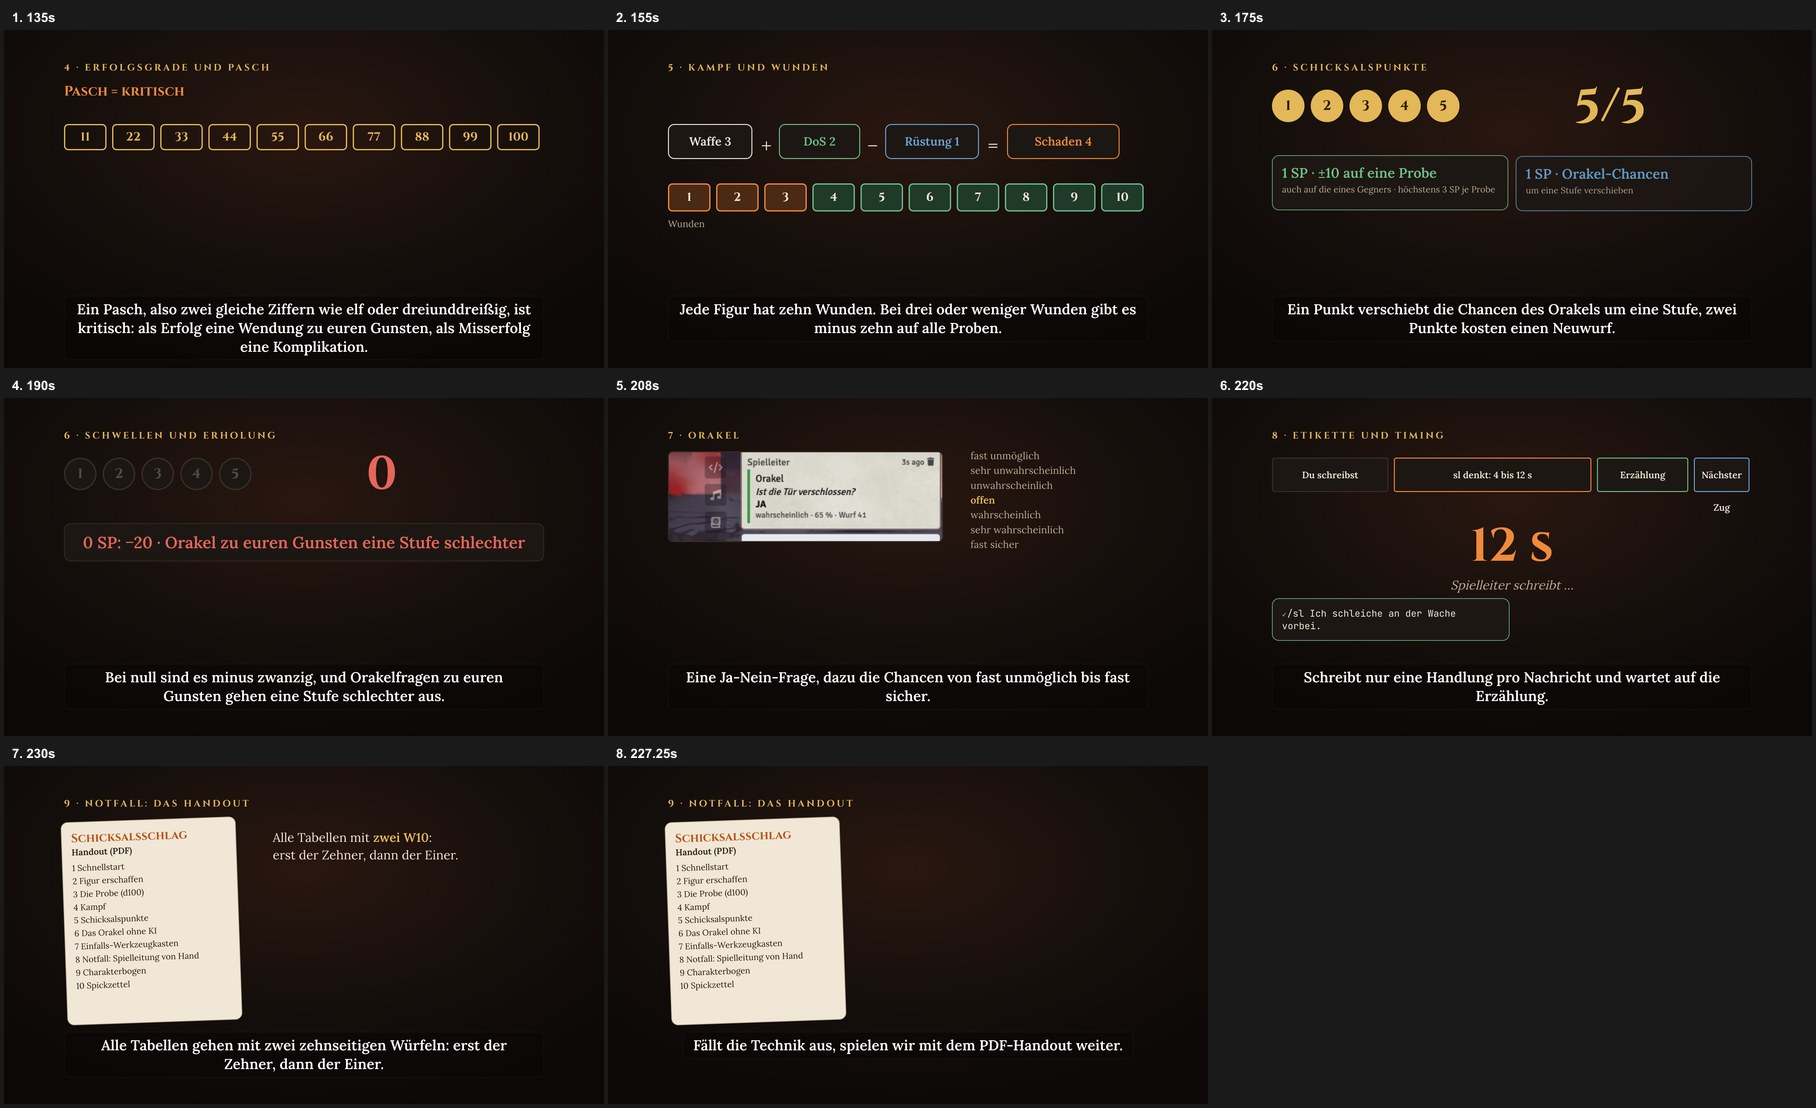 1. 135s
4 · ERFOLGSGRADE UND PASCH
PASCH = KRITISCH
11 22 33 44 55 66 77 88 99 100
Ein Pasch, also zwei gleiche Ziffern wie elf oder dreiunddreißig, ist
kritisch: als Erfolg eine Wendung zu euren Gunsten, als Misserfolg
eine Komplikation.
2. 155s
5 · KAMPF UND WUNDEN
Waffe 3 + DoS 2 − Rüstung 1 = Schaden 4
1 2 3 4 5 6 7 8 9 10
Wunden
Jede Figur hat zehn Wunden. Bei drei oder weniger Wunden gibt es
minus zehn auf alle Proben.
3. 175s
6 · SCHICKSALSPUNKTE
1 2 3 4 5 5/5
1 SP · ±10 auf eine Probe
auch auf die eines Gegners · höchstens 3 SP je Probe
1 SP · Orakel-Chancen
um eine Stufe verschieben
Ein Punkt verschiebt die Chancen des Orakels um eine Stufe, zwei
Punkte kosten einen Neuwurf.
4. 190s
6 · SCHWELLEN UND ERHOLUNG
1 2 3 4 5 0
0 SP: −20 · Orakel zu euren Gunsten eine Stufe schlechter
Bei null sind es minus zwanzig, und Orakelfragen zu euren
Gunsten gehen eine Stufe schlechter aus.
5. 208s
7 · ORAKEL
Spielleiter 3s ago
Orakel
Ist die Tür verschlossen?
JA
wahrscheinlich · 65 % · Wurf 41
fast unmöglich
sehr unwahrscheinlich
unwahrscheinlich
offen
wahrscheinlich
sehr wahrscheinlich
fast sicher
Eine Ja-Nein-Frage, dazu die Chancen von fast unmöglich bis fast
sicher.
6. 220s
8 · ETIKETTE UND TIMING
Du schreibst sl denkt: 4 bis 12 s Erzählung Nächster
Zug
12 s
Spielleiter schreibt ...
✓/sl Ich schleiche an der Wache
vorbei.
Schreibt nur eine Handlung pro Nachricht und wartet auf die
Erzählung.
7. 230s
9 · NOTFALL: DAS HANDOUT
SCHICKSALSSCHLAG
Handout (PDF)
1 Schnellstart
2 Figur erschaffen
3 Die Probe (d100)
4 Kampf
5 Schicksalspunkte
6 Das Orakel ohne KI
7 Einfalls-Werkzeugkasten
8 Notfall: Spielleitung von Hand
9 Charakterbogen
10 Spickzettel
Alle Tabellen mit zwei W10:
erst der Zehner, dann der Einer.
Alle Tabellen gehen mit zwei zehnseitigen Würfeln: erst der
Zehner, dann der Einer.
8. 227.25s
9 · NOTFALL: DAS HANDOUT
SCHICKSALSSCHLAG
Handout (PDF)
1 Schnellstart
2 Figur erschaffen
3 Die Probe (d100)
4 Kampf
5 Schicksalspunkte
6 Das Orakel ohne KI
7 Einfalls-Werkzeugkasten
8 Notfall: Spielleitung von Hand
9 Charakterbogen
10 Spickzettel
Fällt die Technik aus, spielen wir mit dem PDF-Handout weiter.